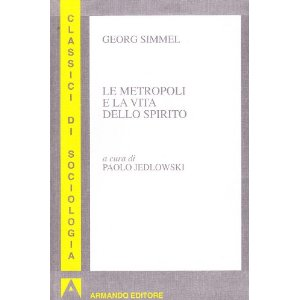 CLASSICI DI SOCIOLOGIA
GEORG SIMMEL
LE METROPOLI
E LA VITA
DELLO SPIRITO
a cura di
PAOLO JEDLOWSKI
ARMANDO EDITORE